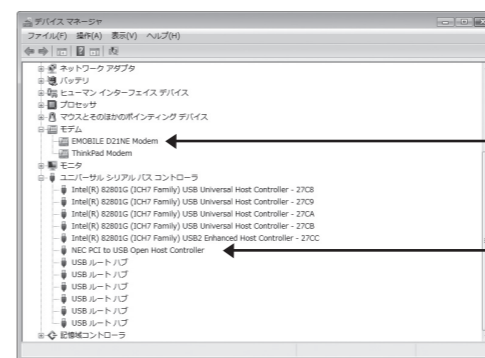 デバイス マネージャ
ファイル(F) 操作(A) 表示(V) ヘルプ(H)
ネットワーク アダプタ
バッテリ
ヒューマン インターフェイス デバイス
プロセッサ
マウスとそのほかのポインティング デバイス
モデム
EMOBILE D21NE Modem
ThinkPad Modem
モニタ
ユニバーサル シリアル バス コントローラ
Intel(R) 82801G (ICH7 Family) USB Universal Host Controller - 27C8
Intel(R) 82801G (ICH7 Family) USB Universal Host Controller - 27C9
Intel(R) 82801G (ICH7 Family) USB Universal Host Controller - 27CA
Intel(R) 82801G (ICH7 Family) USB Universal Host Controller - 27CB
Intel(R) 82801G (ICH7 Family) USB2 Enhanced Host Controller - 27CC
NEC PCI to USB Open Host Controller
USB ルート ハブ
USB ルート ハブ
USB ルート ハブ
USB ルート ハブ
USB ルート ハブ
USB ルート ハブ
記憶域コントローラ